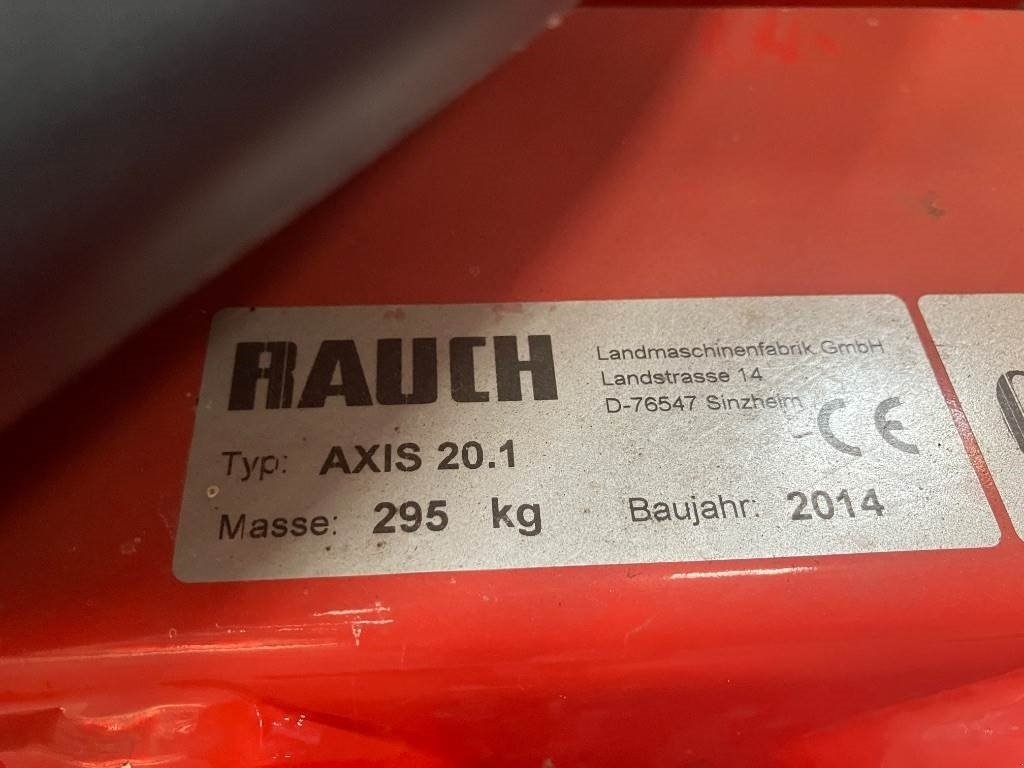 RAUCH
Landmaschinenfabrik GmbH
Landstrasse 14
D-76547 Sinzheim
CE
Typ: AXIS 20.1
Masse: 295 kg Baujahr: 2014